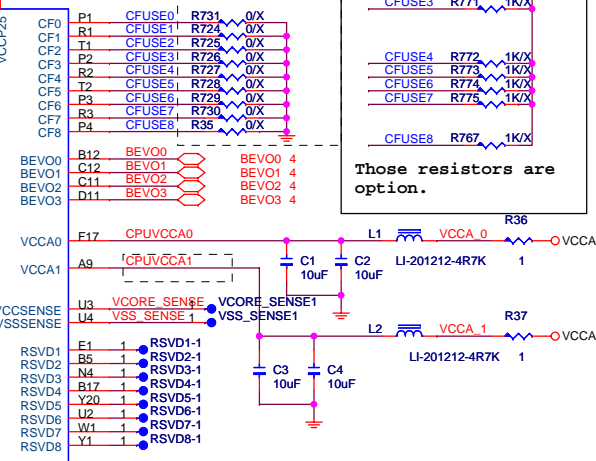 VCCP25
CFUSE3 R771 1K/X
CF0 P1 CFUSE0 R731 0/X
CF1 R1 CFUSE1 R724 0/X
CF2 T1 CFUSE2 R725 0/X
CF3 P2 CFUSE3 R726 0/X
CF4 R2 CFUSE4 R727 0/X
CF5 T2 CFUSE5 R728 0/X
CF6 P3 CFUSE6 R729 0/X
CF7 R3 CFUSE7 R730 0/X
CF8 P4 CFUSE8 R35 0/X
CFUSE4 R772 1K/X
CFUSE5 R773 1K/X
CFUSE6 R774 1K/X
CFUSE7 R775 1K/X
CFUSE8 R767 1K/X
Those resistors are
option.
BEVO0 B12 BEVO0 BEVO0 4
BEVO1 C12 BEVO1 BEVO1 4
BEVO2 C11 BEVO2 BEVO2 4
BEVO3 D11 BEVO3 BEVO3 4
VCCA0 F17 CPUVCCA0 L1 VCCA_0 R36 VCCA
C1 C2 LI-201212-4R7K 1
10uF 10uF
VCCA1 A9 CPUVCCA1
VCCSENSE U3 VCORE_SENSE 1 VCORE_SENSE1
VSSSENSE U4 VSS_SENSE 1 VSS_SENSE1
L2 VCCA_1 R37 VCCA
LI-201212-4R7K 1
C3 C4
10uF 10uF
RSVD1 E1 1 RSVD1-1
RSVD2 B5 1 RSVD2-1
RSVD3 N4 1 RSVD3-1
RSVD4 B17 1 RSVD4-1
RSVD5 Y20 1 RSVD5-1
RSVD6 U2 1 RSVD6-1
RSVD7 W1 1 RSVD7-1
RSVD8 Y1 1 RSVD8-1